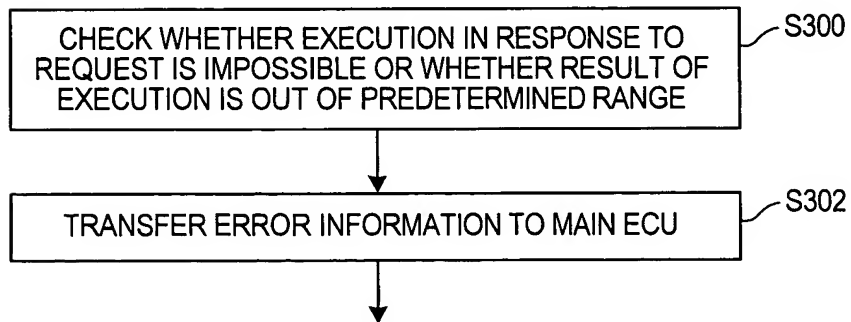 CHECK WHETHER EXECUTION IN RESPONSE TO
REQUEST IS IMPOSSIBLE OR WHETHER RESULT OF
EXECUTION IS OUT OF PREDETERMINED RANGE
S300
TRANSFER ERROR INFORMATION TO MAIN ECU
S302